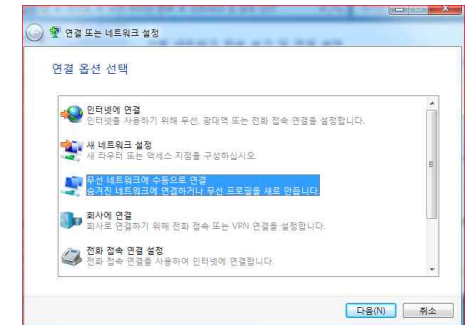 연결 또는 네트워크 설정
연결 옵션 선택
인터넷에 연결
인터넷을 사용하기 위해 무선, 광대역 또는 전화 접속 연결을 설정합니다.
새 네트워크 설정
새 라우터 또는 액세스 지점을 구성하십시오.
무선 네트워크에 수동으로 연결
숨겨진 네트워크에 연결하거나 무선 프로필을 새로 만듭니다.
회사에 연결
회사로 연결하기 위해 전화 접속 또는 VPN 연결을 설정합니다.
전화 접속 연결 설정
전화 접속 연결을 사용하여 인터넷에 연결합니다.
다음(N) 취소